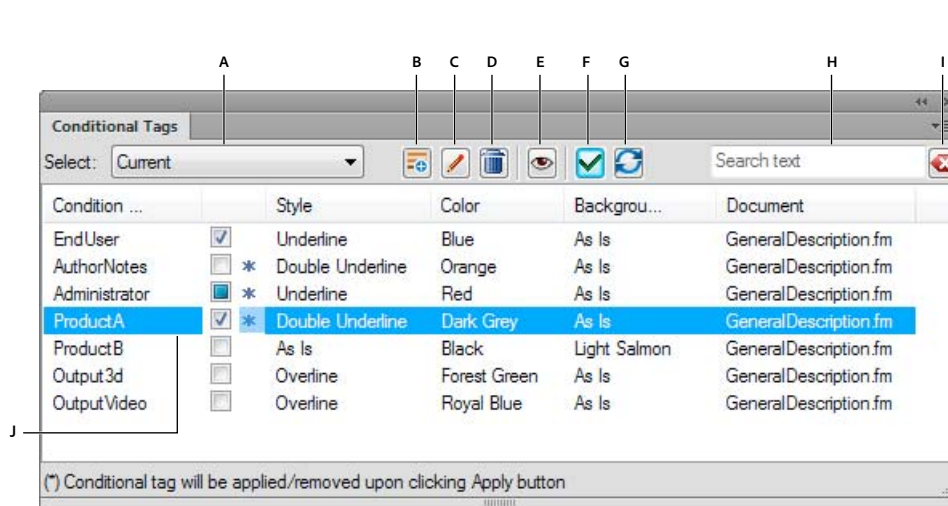 A B C D E F G H I
Conditional Tags
Select: Current Search text
Condition ... Style Color Backgrou... Document
EndUser Underline Blue As Is GeneralDescription.fm
AuthorNotes * Double Underline Orange As Is GeneralDescription.fm
Administrator * Underline Red As Is GeneralDescription.fm
ProductA * Double Underline Dark Grey As Is GeneralDescription.fm
ProductB As Is Black Light Salmon GeneralDescription.fm
Output3d Overline Forest Green As Is GeneralDescription.fm
OutputVideo Overline Royal Blue As Is GeneralDescription.fm
J
(*) Conditional tag will be applied/removed upon clicking Apply button